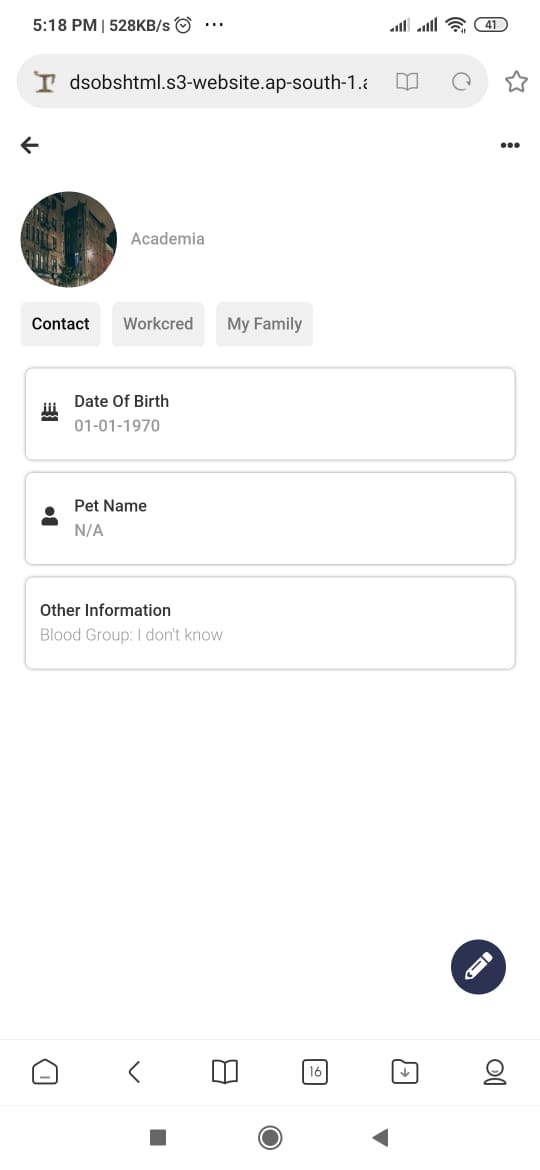 5:18 PM | 528KB/s ...
41
dsobshtml.s3-website.ap-south-1.
Academia
Contact Workcred My Family
Date Of Birth
01-01-1970
Pet Name
N/A
Other Information
Blood Group: I don't know
16